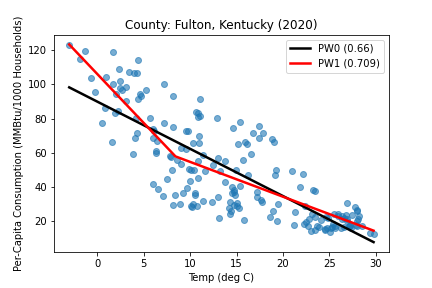 County: Fulton, Kentucky (2020)
PW0 (0.66)
PW1 (0.709)
Per-Capita Consumption (MMBtu/1000 Households)
120
100
80
60
40
20
0 5 10 15 20 25 30
Temp (deg C)